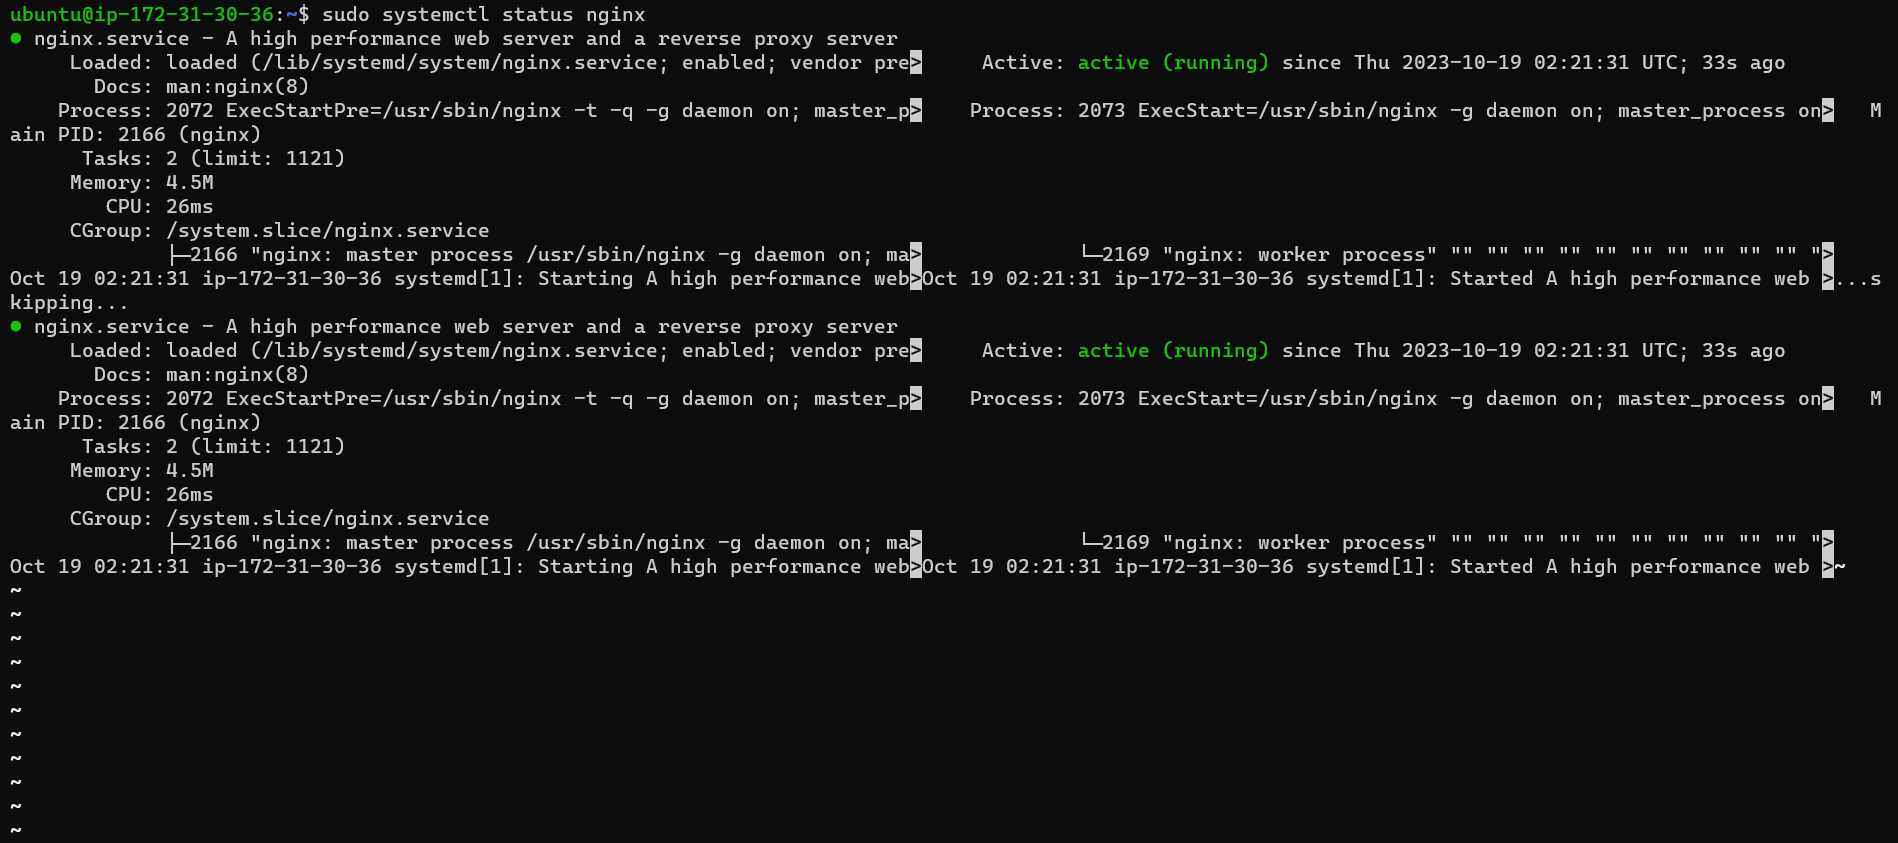 ubuntu@ip-172-31-30-36:~$ sudo systemctl status nginx
● nginx.service - A high performance web server and a reverse proxy server
     Loaded: loaded (/lib/systemd/system/nginx.service; enabled; vendor pre>     Active: active (running) since Thu 2023-10-19 02:21:31 UTC; 33s ago
       Docs: man:nginx(8)
    Process: 2072 ExecStartPre=/usr/sbin/nginx -t -q -g daemon on; master_p>    Process: 2073 ExecStart=/usr/sbin/nginx -g daemon on; master_process on>   M
ain PID: 2166 (nginx)
      Tasks: 2 (limit: 1121)
     Memory: 4.5M
        CPU: 26ms
     CGroup: /system.slice/nginx.service
             ├─2166 "nginx: master process /usr/sbin/nginx -g daemon on; ma>             └─2169 "nginx: worker process" "" "" "" "" "" "" "" "" "" "" ">
Oct 19 02:21:31 ip-172-31-30-36 systemd[1]: Starting A high performance web>Oct 19 02:21:31 ip-172-31-30-36 systemd[1]: Started A high performance web >...s
kipping...
● nginx.service - A high performance web server and a reverse proxy server
     Loaded: loaded (/lib/systemd/system/nginx.service; enabled; vendor pre>     Active: active (running) since Thu 2023-10-19 02:21:31 UTC; 33s ago
       Docs: man:nginx(8)
    Process: 2072 ExecStartPre=/usr/sbin/nginx -t -q -g daemon on; master_p>    Process: 2073 ExecStart=/usr/sbin/nginx -g daemon on; master_process on>   M
ain PID: 2166 (nginx)
      Tasks: 2 (limit: 1121)
     Memory: 4.5M
        CPU: 26ms
     CGroup: /system.slice/nginx.service
             ├─2166 "nginx: master process /usr/sbin/nginx -g daemon on; ma>             └─2169 "nginx: worker process" "" "" "" "" "" "" "" "" "" "" ">
Oct 19 02:21:31 ip-172-31-30-36 systemd[1]: Starting A high performance web>Oct 19 02:21:31 ip-172-31-30-36 systemd[1]: Started A high performance web >~
~
~
~
~
~
~
~
~
~
~
~